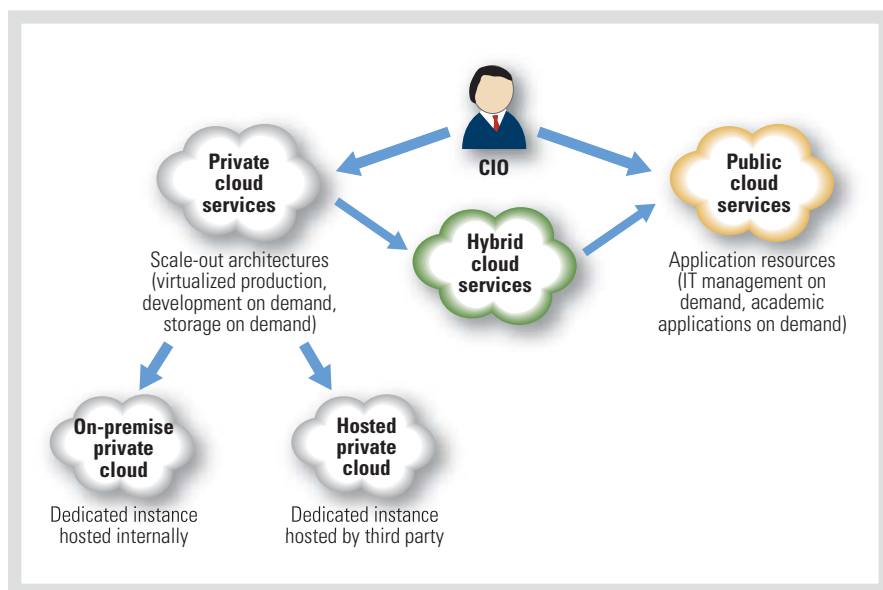 CIO
Private
cloud
services
Public
cloud
services
Hybrid
cloud
services
Scale-out architectures
(virtualized production,
development on demand,
storage on demand)
Application resources
(IT management on
demand, academic
applications on demand)
On-premise
private
cloud
Hosted
private
cloud
Dedicated instance
hosted internally
Dedicated instance
hosted by third party